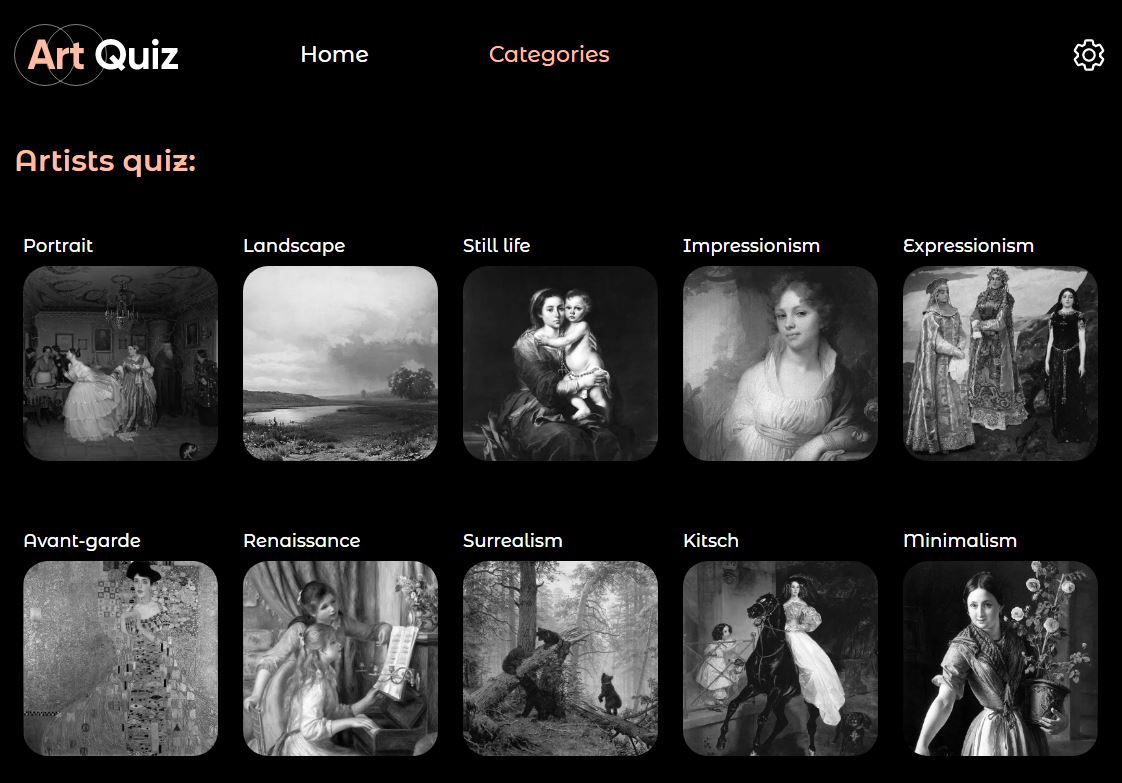 Art Quiz Home Categories
Artists quiz:
Portrait Landscape Still life Impressionism Expressionism
Avant-garde Renaissance Surrealism Kitsch Minimalism